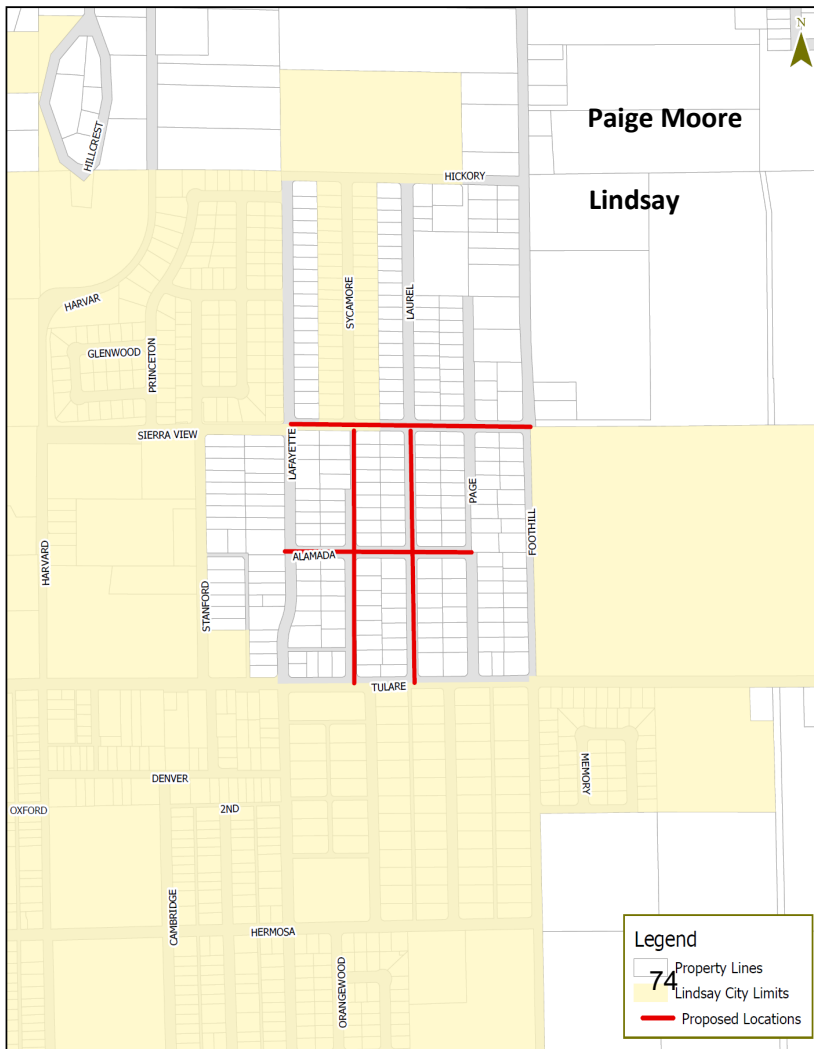 N
Paige Moore
Lindsay
HILLCREST
HICKORY
SYCAMORE
LAUREL
HARVAR
GLENWOOD
PRINCETON
SIERRA VIEW
LAFAYETTE
PAGE
FOOTHILL
ALAMADA
HARVARD
STANFORD
TULARE
MEMORY
DENVER
OXFORD
2ND
CAMBRIDGE
HERMOSA
ORANGEWOOD
Legend
Property Lines
74
Lindsay City Limits
Proposed Locations